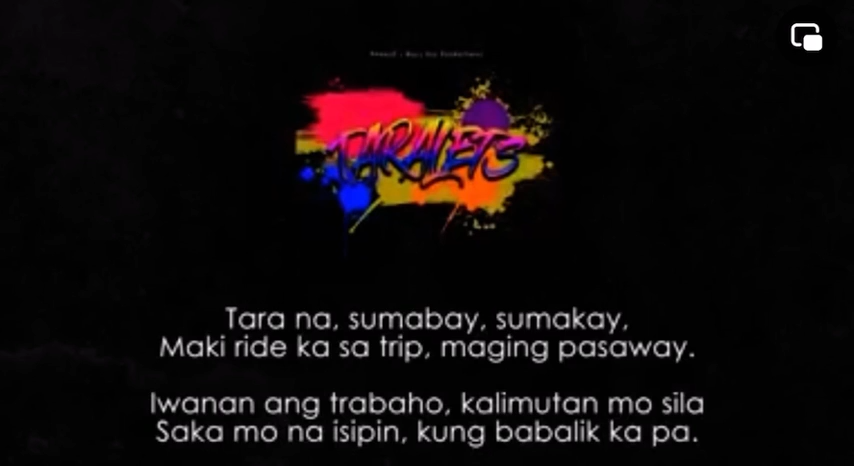 TARALETS
Tara na, sumabay, sumakay,
Maki ride ka sa trip, maging pasaway.
Iwanan ang trabaho, kalimutan mo sila
Saka mo na isipin, kung babalik ka pa.